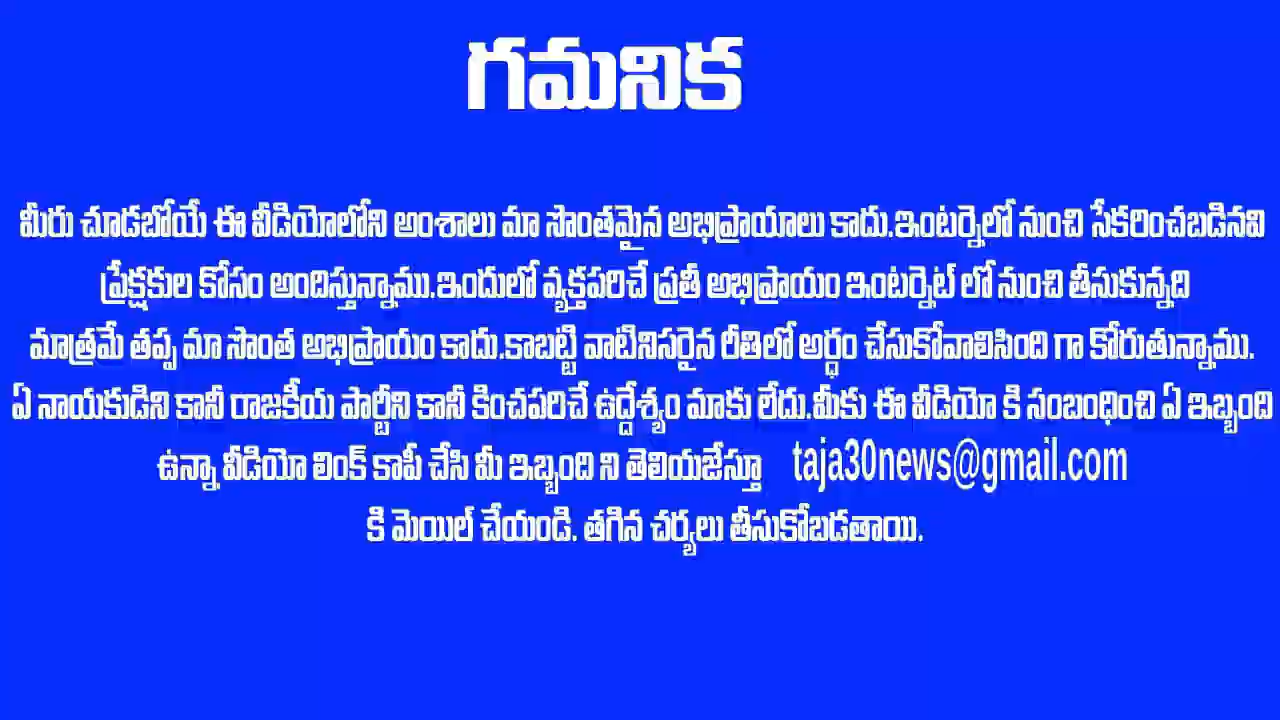 గమనిక
మీరు చూడబోయే ఈ వీడియోలోని అంశాలు మా సొంతమైన అభిప్రాయాలు కాదు.ఇంటర్నెలో నుంచి సేకరించబడినవి
ప్రేక్షకుల కోసం అందిస్తున్నాము.ఇందులో వ్యక్తపరిచే ప్రతీ అభిప్రాయం ఇంటర్నెట్ లో నుంచి తీసుకున్నది
మాత్రమే తప్ప మా సొంత అభిప్రాయం కాదు.కాబట్టి వాటినిసరైన రీతిలో అర్ధం చేసుకోవాలిసింది గా కోరుతున్నాము.
ఏ నాయకుడిని కానీ రాజకీయ పార్టీని కానీ కించపరిచే ఉద్దేశ్యం మాకు లేదు.మీకు ఈ వీడియో కి సంబంధించి ఏ ఇబ్బంది
ఉన్నా వీడియో లింక్ కాపీ చేసి మీ ఇబ్బంది ని తెలియజేస్తూ taja30news@gmail.com
కి మెయిల్ చేయండి. తగిన చర్యలు తీసుకోబడతాయి.